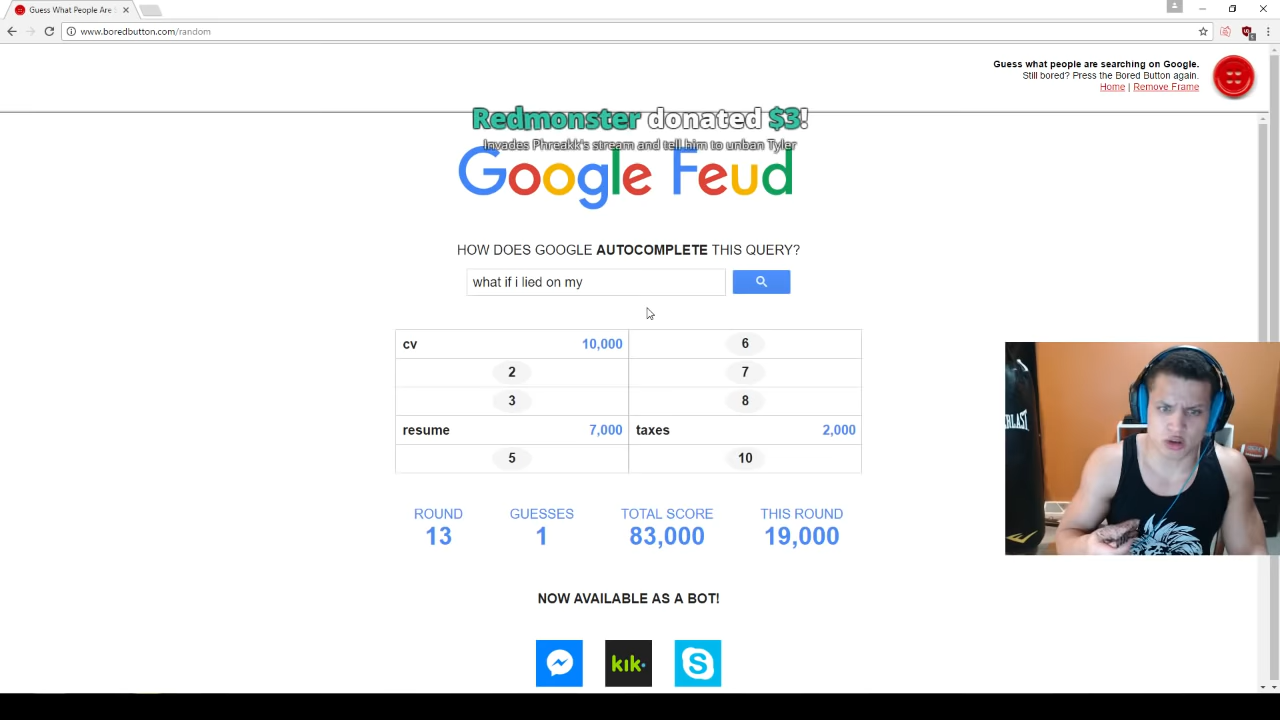 Guess What People Are
www.boredbutton.com/random
Guess what people are searching on Google.
Still bored? Press the Bored Button again.
Home | Remove Frame
Redmonster donated $3!
Invades Phreakk's stream and tell him to unban Tyler
Google Feud
HOW DOES GOOGLE AUTOCOMPLETE THIS QUERY?
what if i lied on my
cv 10,000 6
2 7
3 8
resume 7,000 taxes 2,000
5 10
ROUND GUESSES TOTAL SCORE THIS ROUND
13 1 83,000 19,000
NOW AVAILABLE AS A BOT!
kik
EVERLAST